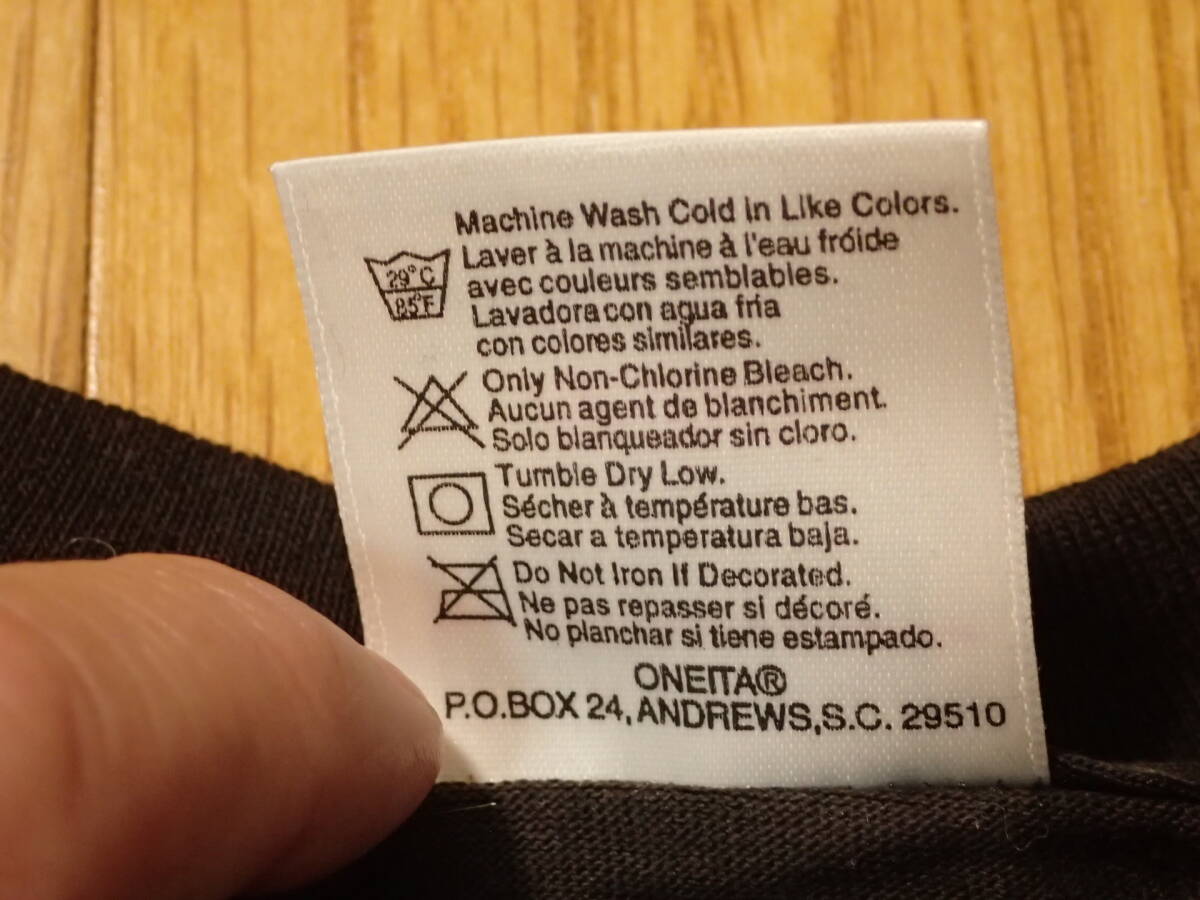 Machine Wash Cold in Like Colors.
Laver à la machine à l'eau fróide
29°C
avec couleurs semblables.
85°F
Lavadora con agua fria
con colores similares.
Only Non-Chlorine Bleach.
Aucun agent de blanchiment.
Solo blanqueador sin cloro.
Tumble Dry Low.
Sécher à température bas.
Secar a temperatura baja.
Do Not Iron If Decorated.
Ne pas repasser si décoré.
No planchar si tiene estampado.
ONEITA®
P.O.BOX 24, ANDREWS,S.C. 29510